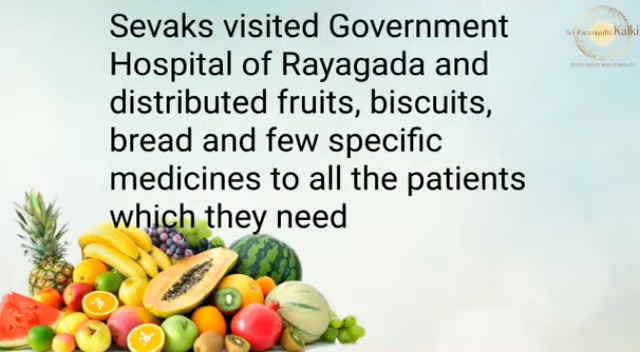 Sevaks visited Government
Hospital of Rayagada and
distributed fruits, biscuits,
bread and few specific
medicines to all the patients
which they need
Kalki